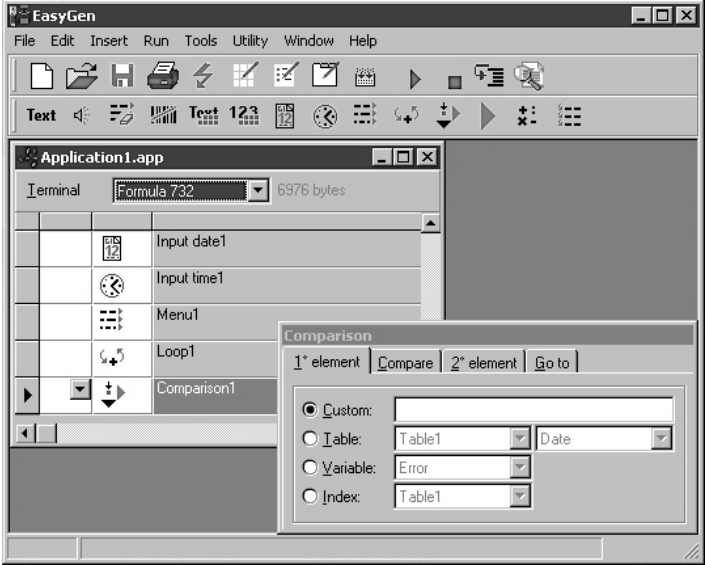 EasyGen
File Edit Insert Run Tools Utility Window Help
Text Text 123 12
Application1.app
Terminal Formula 732 6976 bytes
12 Input date1
Input time1
Menu1
Loop1
Comparison1
Comparison
1° element Compare 2° element Go to
Custom:
Table: Table1 Date
Variable: Error
Index: Table1